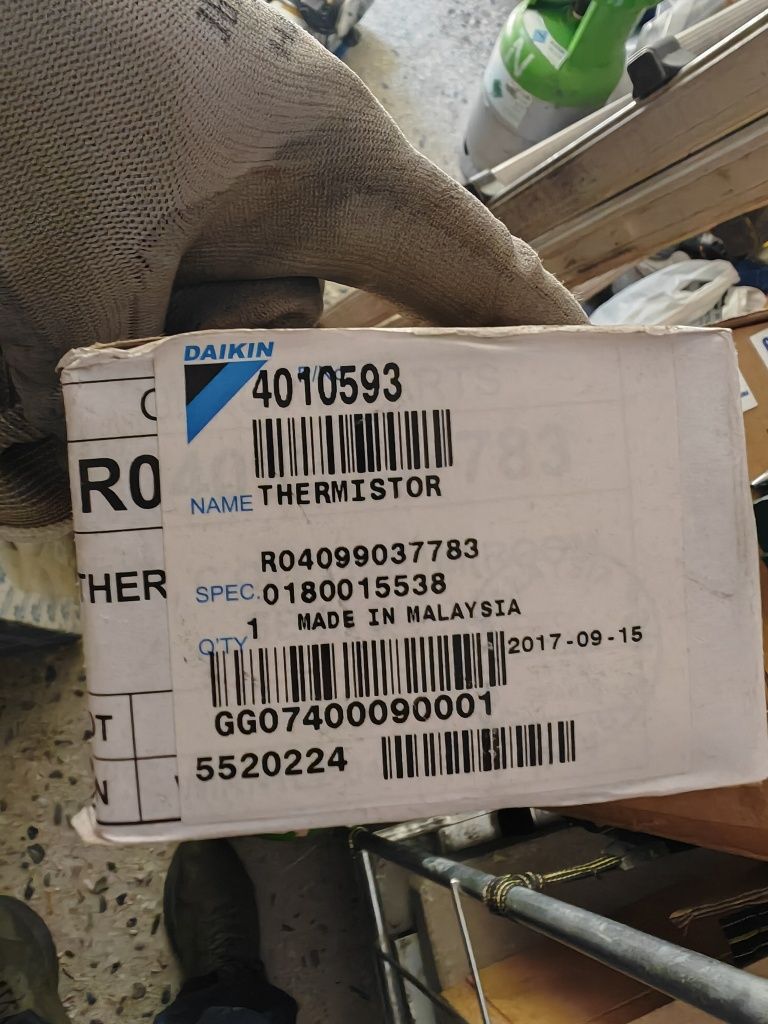 DAIKIN
4010593
NAME THERMISTOR
R04099037783
SPEC. 0180015538
Q'TY 1 MADE IN MALAYSIA
2017-09-15
GG07400090001
5520224
R0
THER
N